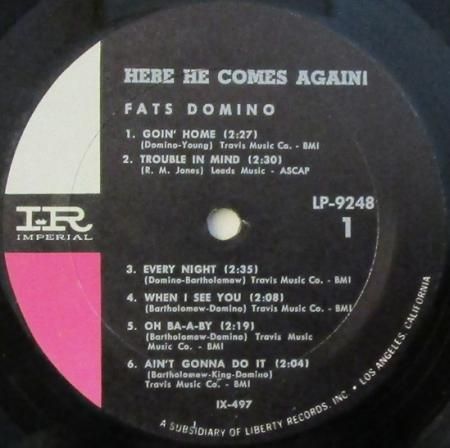 HERE HE COMES AGAIN!
FATS DOMINO
1. GOIN' HOME (2:27)
(Domino-Young) Travis Music Co. - BMI
2. TROUBLE IN MIND (2:30)
(R. M. Jones) Leeds Music - ASCAP
LP-9248
1
IR
IMPERIAL
3. EVERY NIGHT (2:35)
(Domino-Bartholomew) Travis Music Co. - BMI
4. WHEN I SEE YOU (2:08)
(Bartholomew-Domino) Travis Music Co. - BMI
5. OH BA-A-BY (2:19)
(Bartholomew-Domino) Travis Music
Music Co. - BMI
6. AIN'T GONNA DO IT (2:04)
(Bartholomew-King-Domino)
Travis Music Co. - BMI
IX-497
A SUBSIDIARY OF LIBERTY RECORDS, INC • LOS ANGELES, CALIFORNIA